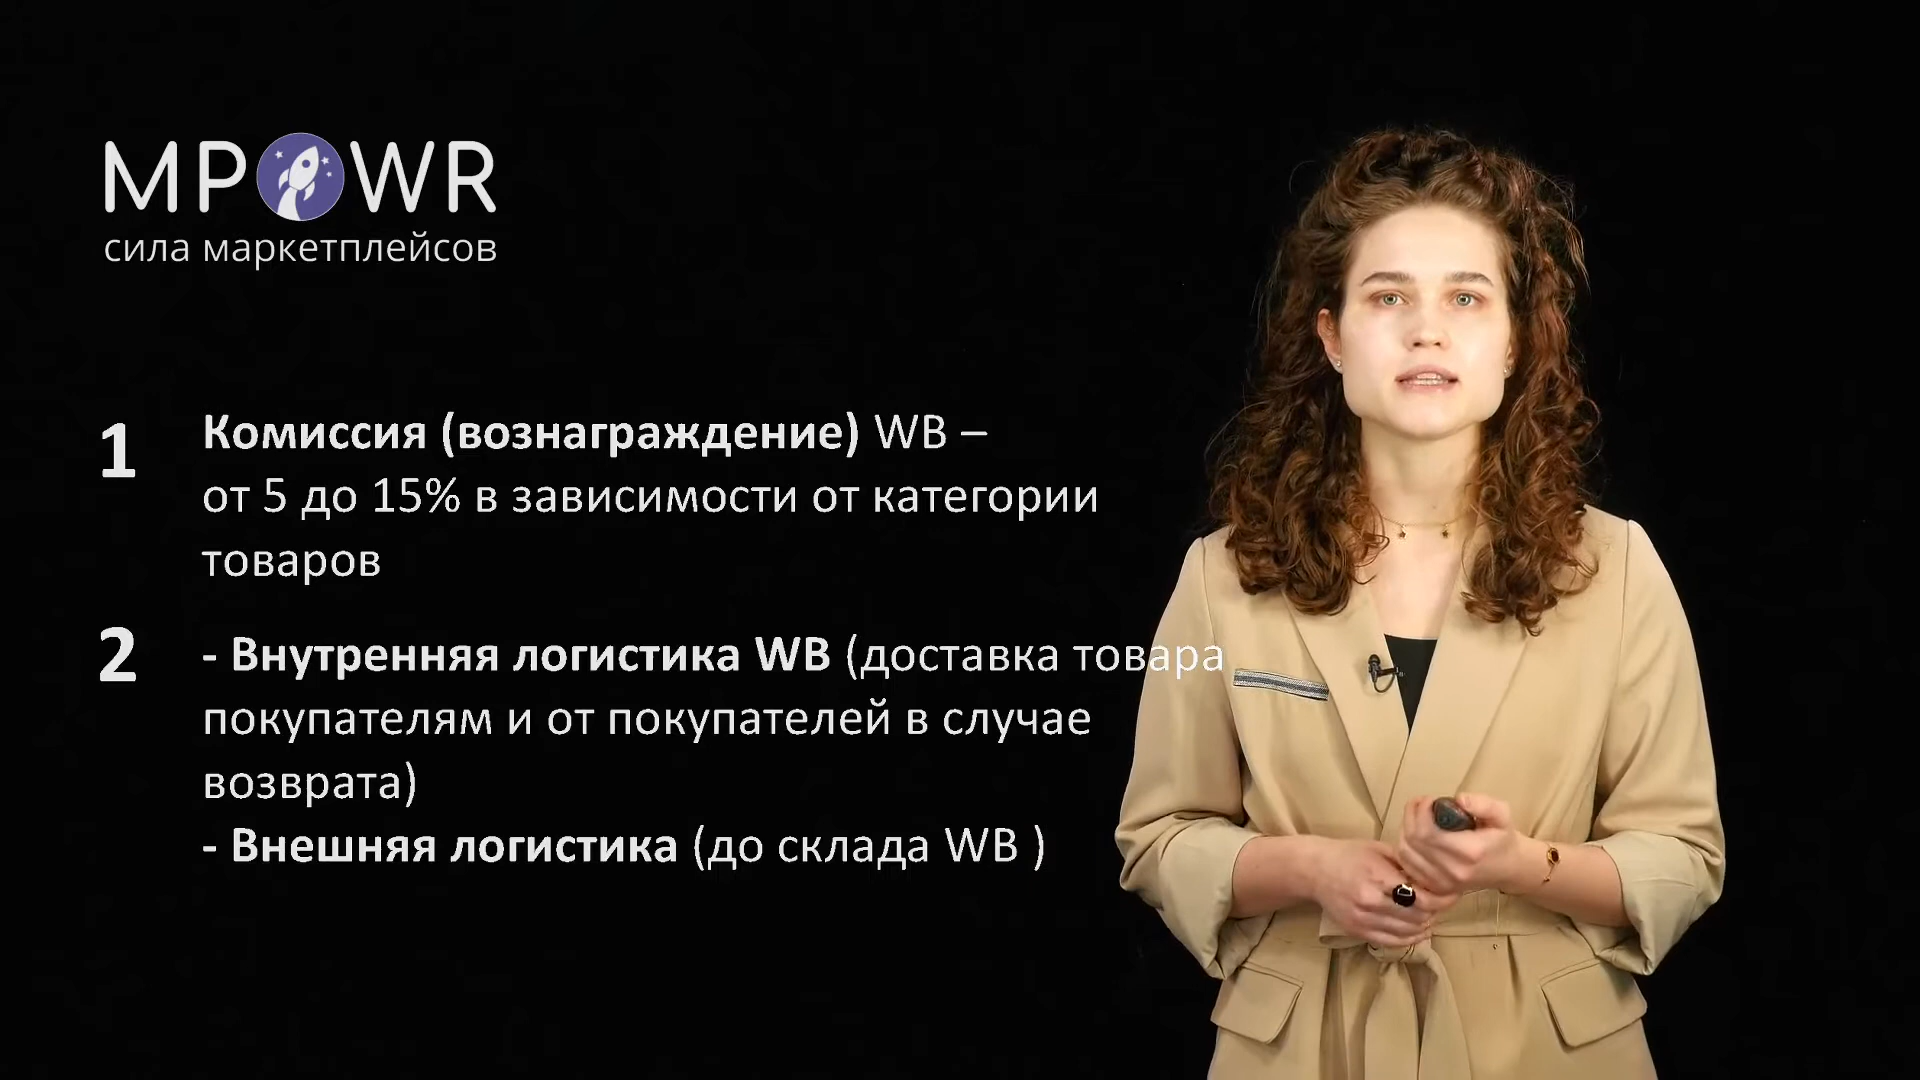 MPOWR
сила маркетплейсов
1
Комиссия (вознаграждение) WB –
от 5 до 15% в зависимости от категории
товаров
2
- Внутренняя логистика WB (доставка товара
покупателям и от покупателей в случае
возврата)
- Внешняя логистика (до склада WB )